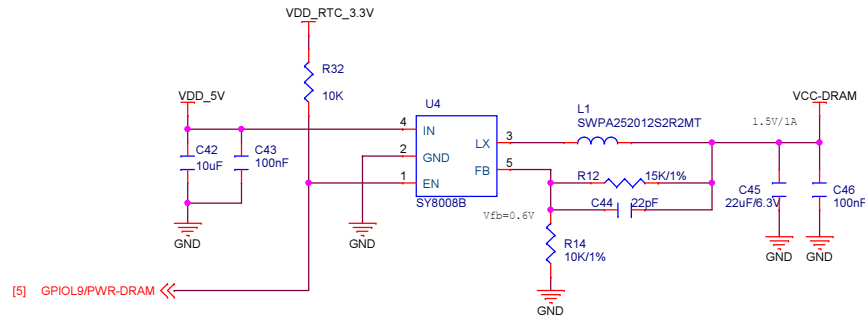 VDD_RTC_3.3V
R32
10K
VDD_5V
C42
10uF
C43
100nF
GND
U4
4
IN
2
GND
1
EN
LX
3
FB
5
SY8008B
GND
L1
SWPA252012S2R2MT
VCC-DRAM
1.5V/1A
R12
15K/1%
C44
22pF
Vfb=0.6V
R14
10K/1%
GND
C45
22uF/6.3V
GND
C46
100nF
GND
[5] GPIOL9/PWR-DRAM